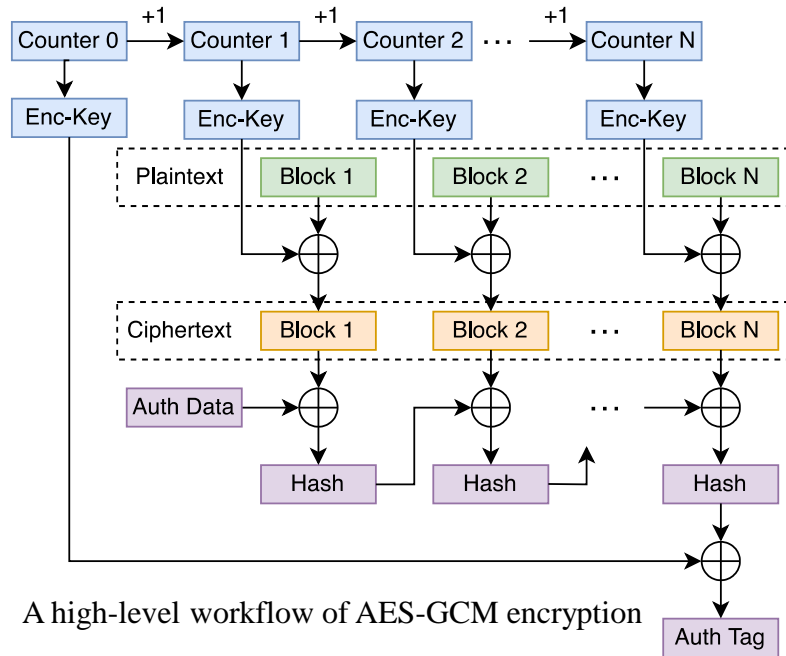 +1 +1 +1
Counter 0 Counter 1 Counter 2 ··· Counter N
Enc-Key Enc-Key Enc-Key Enc-Key
Plaintext Block 1 Block 2 ··· Block N
Ciphertext Block 1 Block 2 ··· Block N
Auth Data ···
Hash Hash Hash
A high-level workflow of AES-GCM encryption
Auth Tag